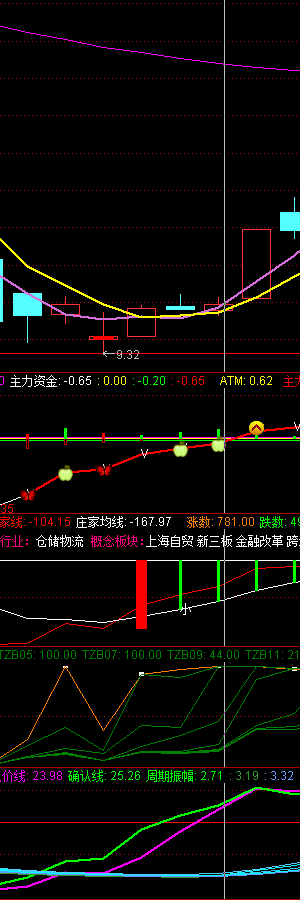 ←9.32
主力资金: -0.65 : 0.00 : -0.20 : -0.65 ATM: 0.62 主力
35
家线: -104.15 庄家均线: -167.97 涨数: 781.00 跌数: 49
行业: 仓储物流 概念板块: 上海自贸 新三板 金融改革 跨
小
TZB05: 100.00 TZB07: 100.00 TZB09: 44.00 TZB11: 21
价线: 23.98 确认线: 25.26 周期振幅: 2.71 : 3.19 : 3.32